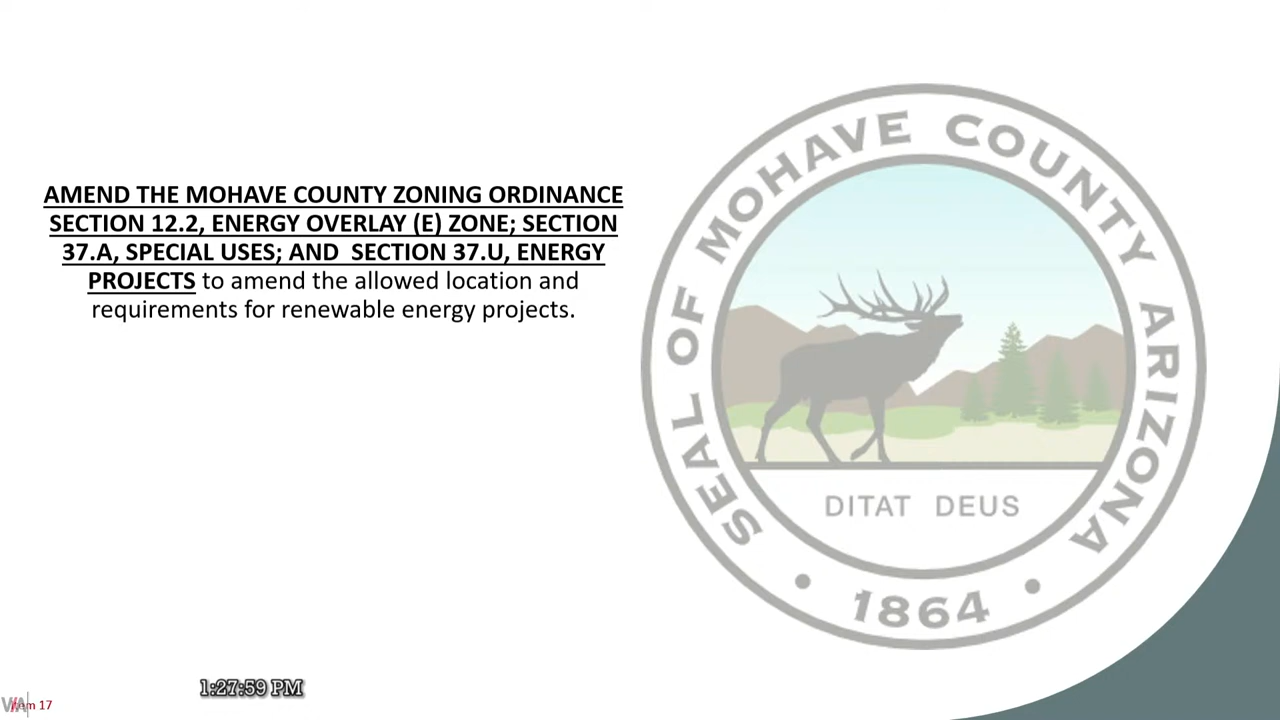 AMEND THE MOHAVE COUNTY ZONING ORDINANCE
SECTION 12.2, ENERGY OVERLAY (E) ZONE; SECTION
37.A, SPECIAL USES; AND SECTION 37.U, ENERGY
PROJECTS to amend the allowed location and
requirements for renewable energy projects.
SEAL OF MOHAVE COUNTY ARIZONA
DITAT DEUS
• 1864 •
1:27:59 PM
17